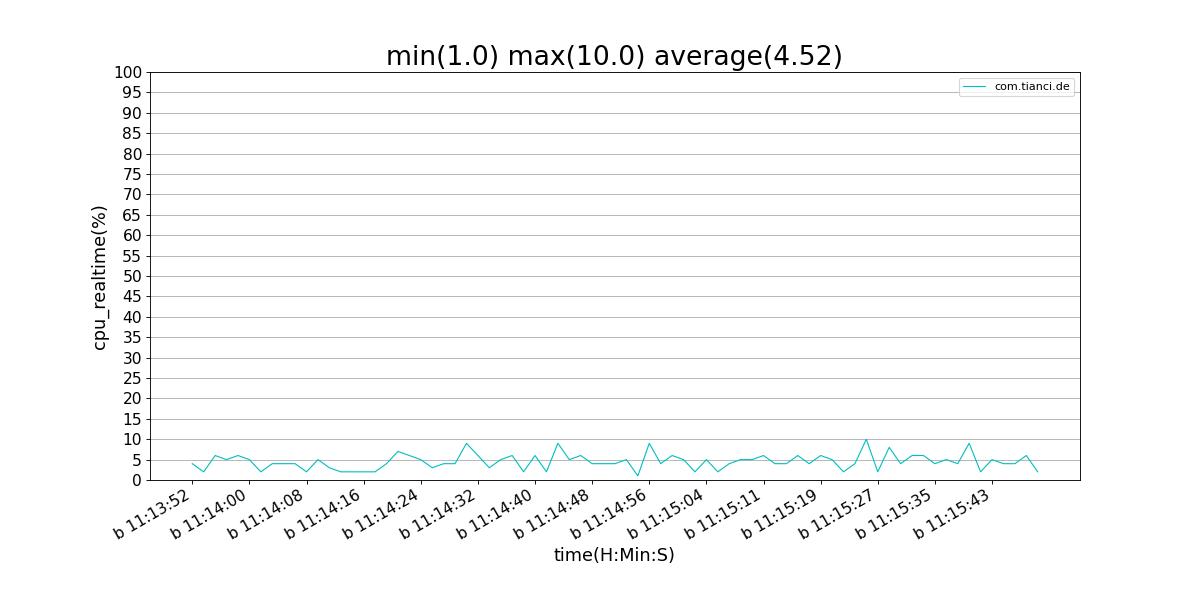 min(1.0) max(10.0) average(4.52)
com.tianci.de
cpu_realtime(%)
100
95
90
85
80
75
70
65
60
55
50
45
40
35
30
25
20
15
10
5
0
b 11:13:52
b 11:14:00
b 11:14:08
b 11:14:16
b 11:14:24
b 11:14:32
b 11:14:40
b 11:14:48
b 11:14:56
b 11:15:04
b 11:15:11
b 11:15:19
b 11:15:27
b 11:15:35
b 11:15:43
time(H:Min:S)